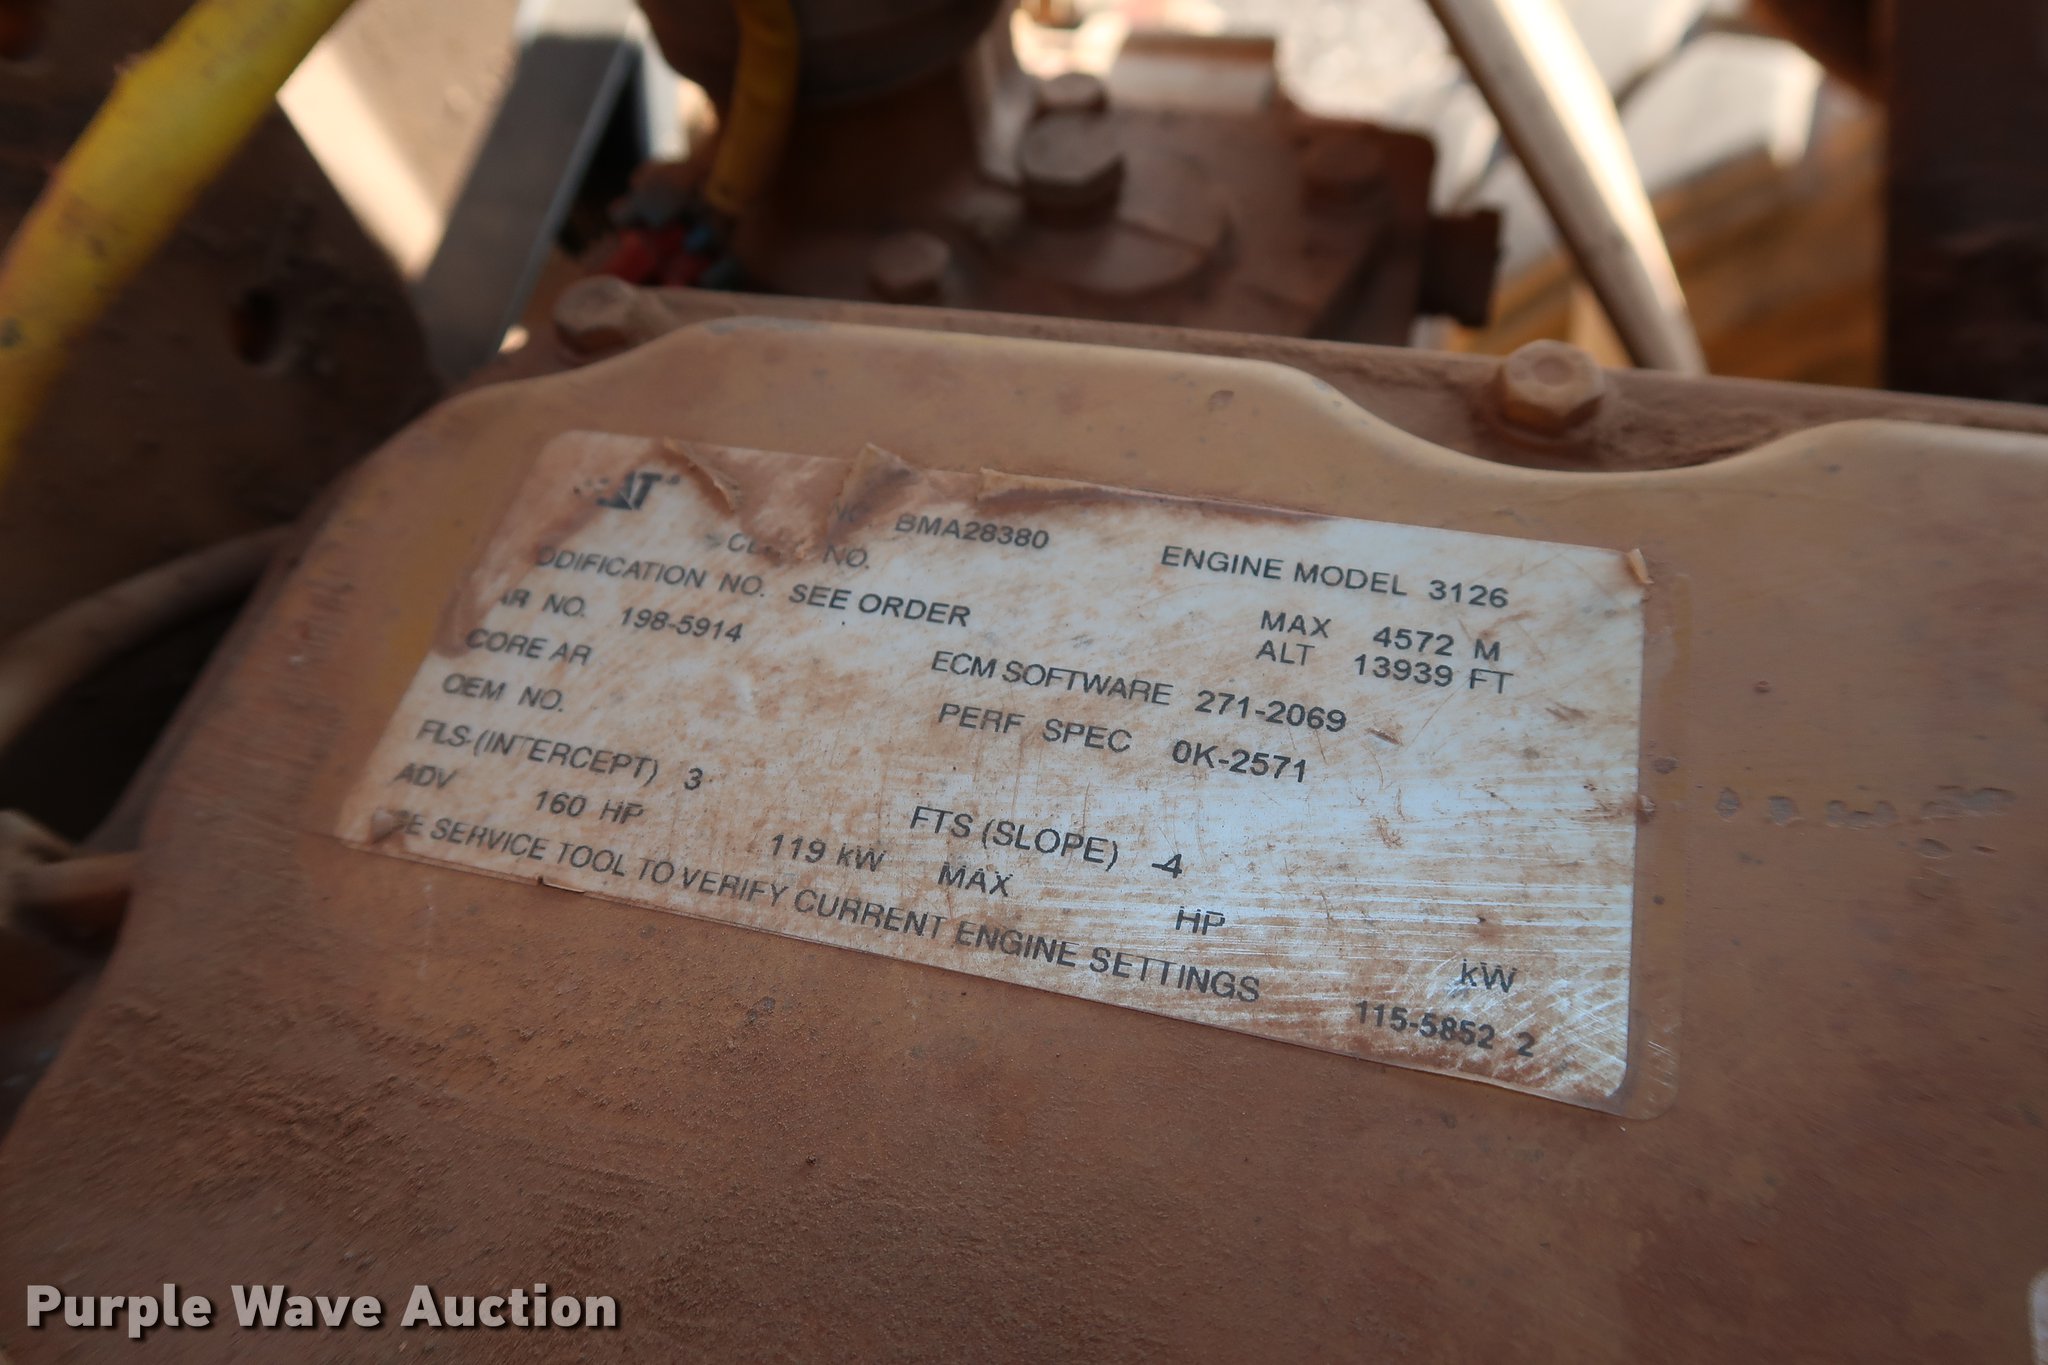 NO. BMA28380 ENGINE MODEL 3126
NO.
ODIFICATION NO. SEE ORDER MAX 4572 M
AR NO. 198-5914 ALT 13939 FT
CORE AR ECM SOFTWARE 271-2069
OEM NO. PERF SPEC 0K-2571
FLS (INTERCEPT) 3 FTS (SLOPE) -4
ADV 160 HP 119 kW MAX HP kW
SERVICE TOOL TO VERIFY CURRENT ENGINE SETTINGS 115-5852 2
Purple Wave Auction